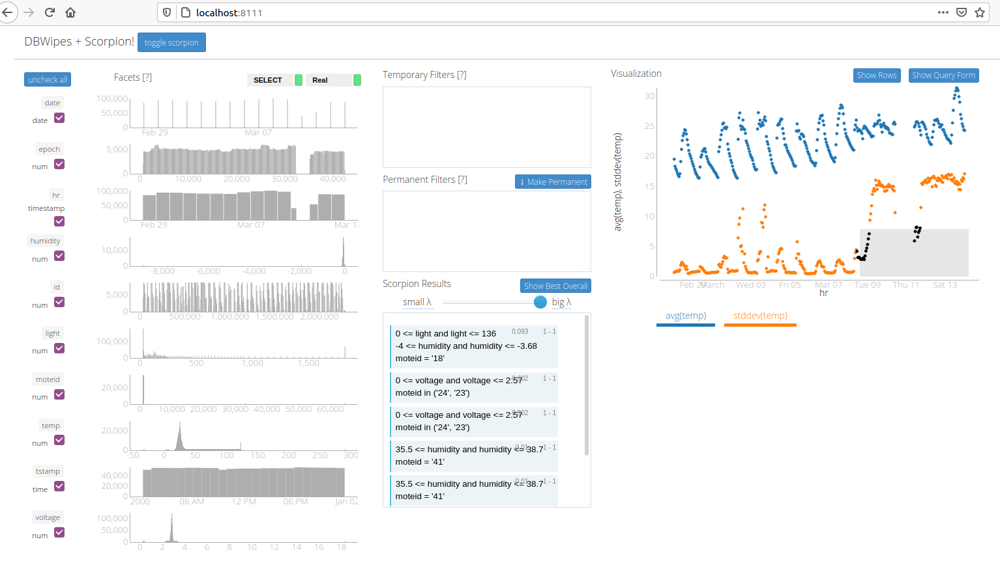 localhost:8111
DBWipes + Scorpion!
toggle scorpion
uncheck all
Facets [?]
SELECT
Real
date
date
100,000
50,000
0
Feb 29
Mar 07
epoch
num
5,000
0
0
10,000
20,000
30,000
40,000
hr
timestamp
100,000
50,000
0
Feb 29
Mar 07
humidity
num
10,000
0
-8,000
-6,000
-4,000
-2,000
0
id
num
5,000
0
0
500,000
1,000,000
1,500,000
2,000,000
light
num
100,000
0
0
500
1,000
1,500
moteid
num
20,000
0
0
10,000
20,000
30,000
40,000
50,000
60,000
temp
num
20,000
0
-50
0
50
100
150
200
250
300
tstamp
time
40,000
20,000
0
2000
06 AM
12 PM
06 PM
Jan 02
voltage
num
100,000
50,000
0
0
2
4
6
8
10
12
14
16
18
Temporary Filters [?]
Permanent Filters [?]
Make Permanent
Scorpion Results
Show Best Overall
small λ
big λ
0 <= light and light <= 136
0.093
1 - 1
-4 <= humidity and humidity <= -3.68
moteid = '18'
0 <= voltage and voltage <= 2.57
-0.002
1 - 1
moteid in ('24', '23')
0 <= voltage and voltage <= 2.57
-0.002
1 - 1
moteid in ('24', '23')
35.5 <= humidity and humidity <= 38.7
-0.01
1 - 1
moteid = '41'
35.5 <= humidity and humidity <= 38.7
-0.01
1 - 1
moteid = '41'
Visualization
Show Rows
Show Query Form
avg(temp), stddev(temp)
30
25
20
15
10
5
0
Feb 29
March
Wed 03
Fri 05
Mar 07
Tue 09
Thu 11
Sat 13
hr
avg(temp)
stddev(temp)